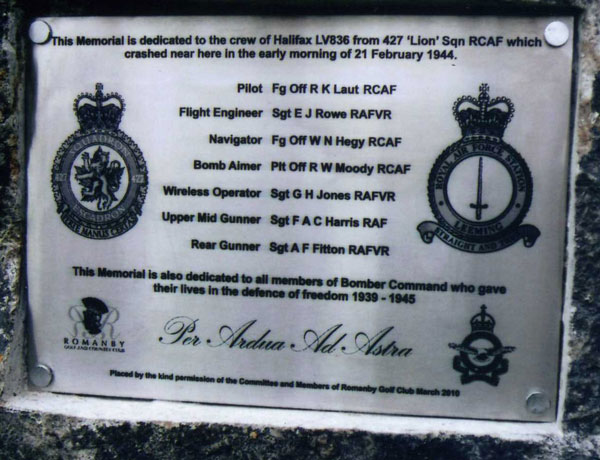 This Memorial is dedicated to the crew of Halifax LV836 from 427 'Lion' Sqn RCAF which
crashed near here in the early morning of 21 February 1944.
Pilot Fg Off R K Laut RCAF
Flight Engineer Sgt E J Rowe RAFVR
Navigator Fg Off W N Hegy RCAF
Bomb Aimer Plt Off R W Moody RCAF
Wireless Operator Sgt G H Jones RAFVR
Upper Mid Gunner Sgt F A C Harris RAF
Rear Gunner Sgt A F Fitton RAFVR
SQUADRON
427 427
ROYAL AIR FORCE STATION
LEEMING
STRAIGHT AND
This Memorial is also dedicated to all members of Bomber Command who gave
their lives in the defence of freedom 1939 - 1945
ROMANBY
GOLF AND COUNTRY CLUB
Per Ardua Ad Astra
Placed by the kind permission of the Committee and Members of Romanby Golf Club March 2010